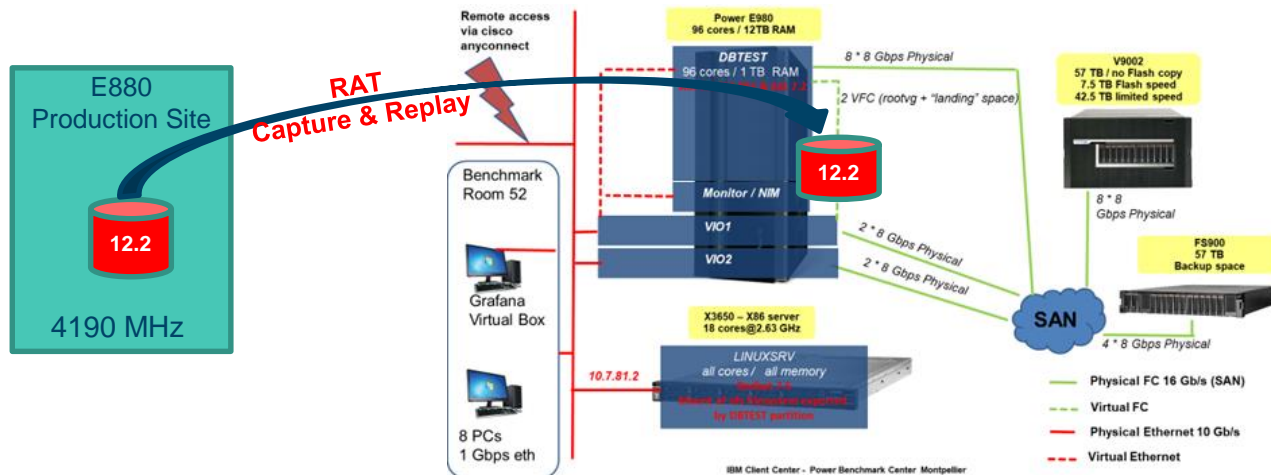 E880
Production Site
12.2
4190 MHz
RAT
Capture & Replay
Remote access
via cisco
anyconnect
Benchmark
Room 52
Grafana
Virtual Box
8 PCs
1 Gbps eth
Power E980
96 cores / 12TB RAM
DBTEST
96 cores / 1 TB RAM
12.2
Monitor / NIM
VIO1
VIO2
8 * 8 Gbps Physical
2 VFC (rootvg + “landing” space)
2 * 8 Gbps Physical
2 * 8 Gbps Physical
X3650 – X86 server
18 cores@2.63 GHz
LINUXSRV
all cores / all memory
by DBTEST partition
10.7.81.2
V9002
57 TB / no Flash copy
7.5 TB Flash speed
42.5 TB limited speed
8 * 8
Gbps Physical
FS900
57 TB
Backup space
SAN
4 * 8 Gbps Physical
Physical FC 16 Gb/s (SAN)
Virtual FC
Physical Ethernet 10 Gb/s
Virtual Ethernet
IBM Client Center - Power Benchmark Center Montpellier